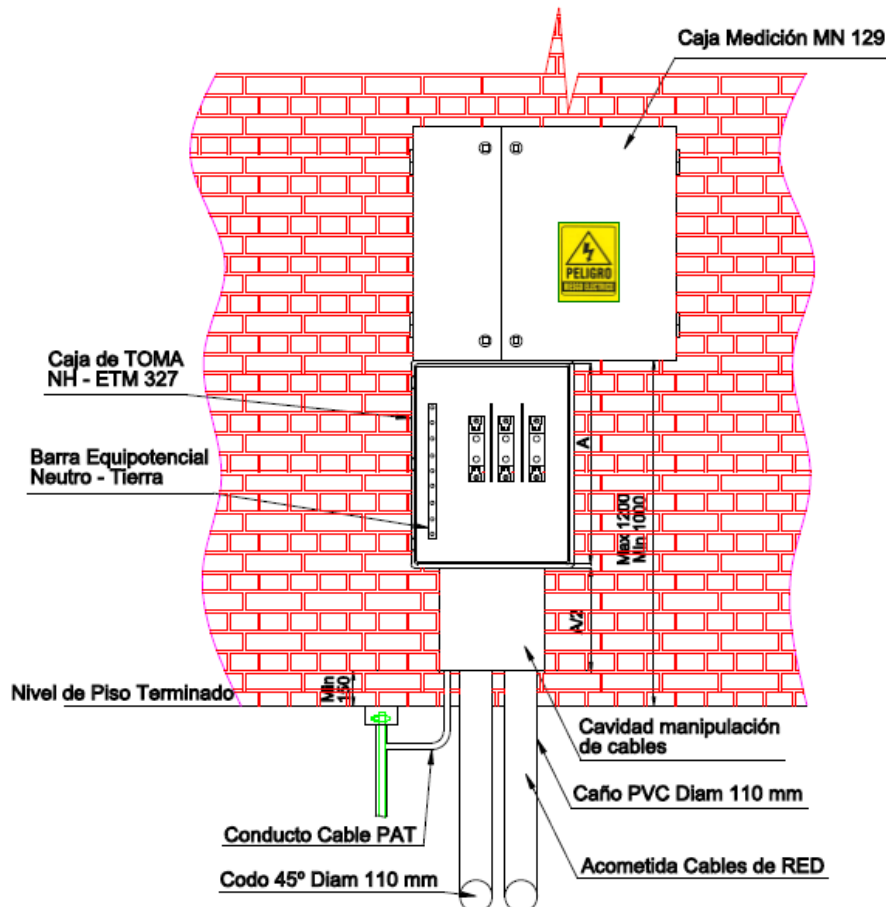 Caja Medición MN 129
PELIGRO
RIESGO ELECTRICO
Caja de TOMA
NH - ETM 327
Barra Equipotencial
Neutro - Tierra
A
Max 1200
Min 1000
A/2
Min
150
Nivel de Piso Terminado
Cavidad manipulación
de cables
Caño PVC Diam 110 mm
Conducto Cable PAT
Acometida Cables de RED
Codo 45º Diam 110 mm